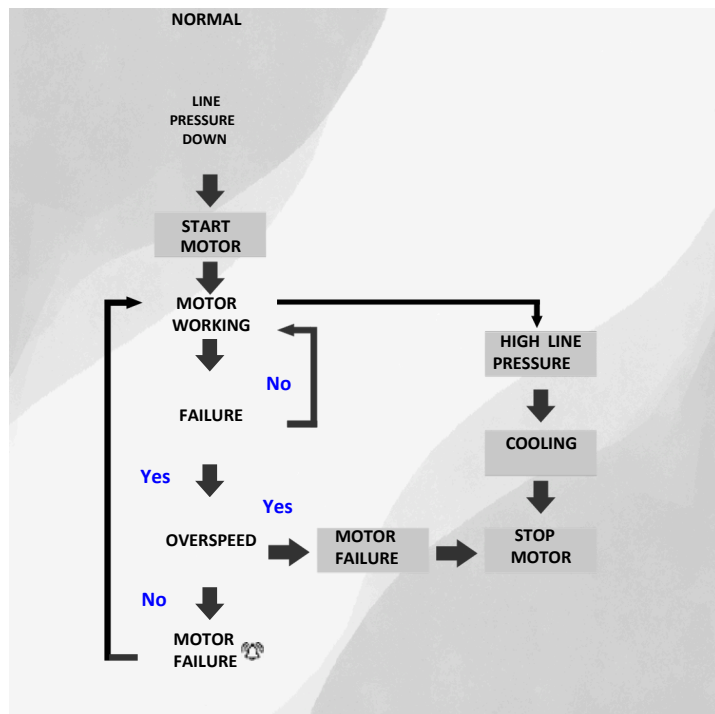 NORMAL
LINE
PRESSURE
DOWN
START
MOTOR
MOTOR
WORKING
HIGH LINE
PRESSURE
No
FAILURE
COOLING
Yes
Yes
OVERSPEED
MOTOR
FAILURE
STOP
MOTOR
No
MOTOR
FAILURE